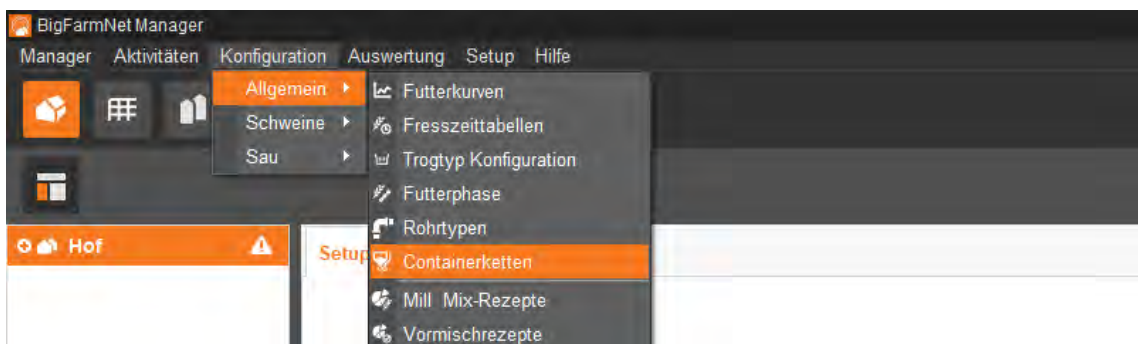 BigFarmNet Manager
Manager Aktivitäten Konfiguration Auswertung Setup Hilfe
Allgemein
Schweine
Sau
Futterkurven
Fresszeittabellen
Trogtyp Konfiguration
Futterphase
Rohrtypen
Containerketten
Mill Mix-Rezepte
Vormischrezepte
Hof
Setup